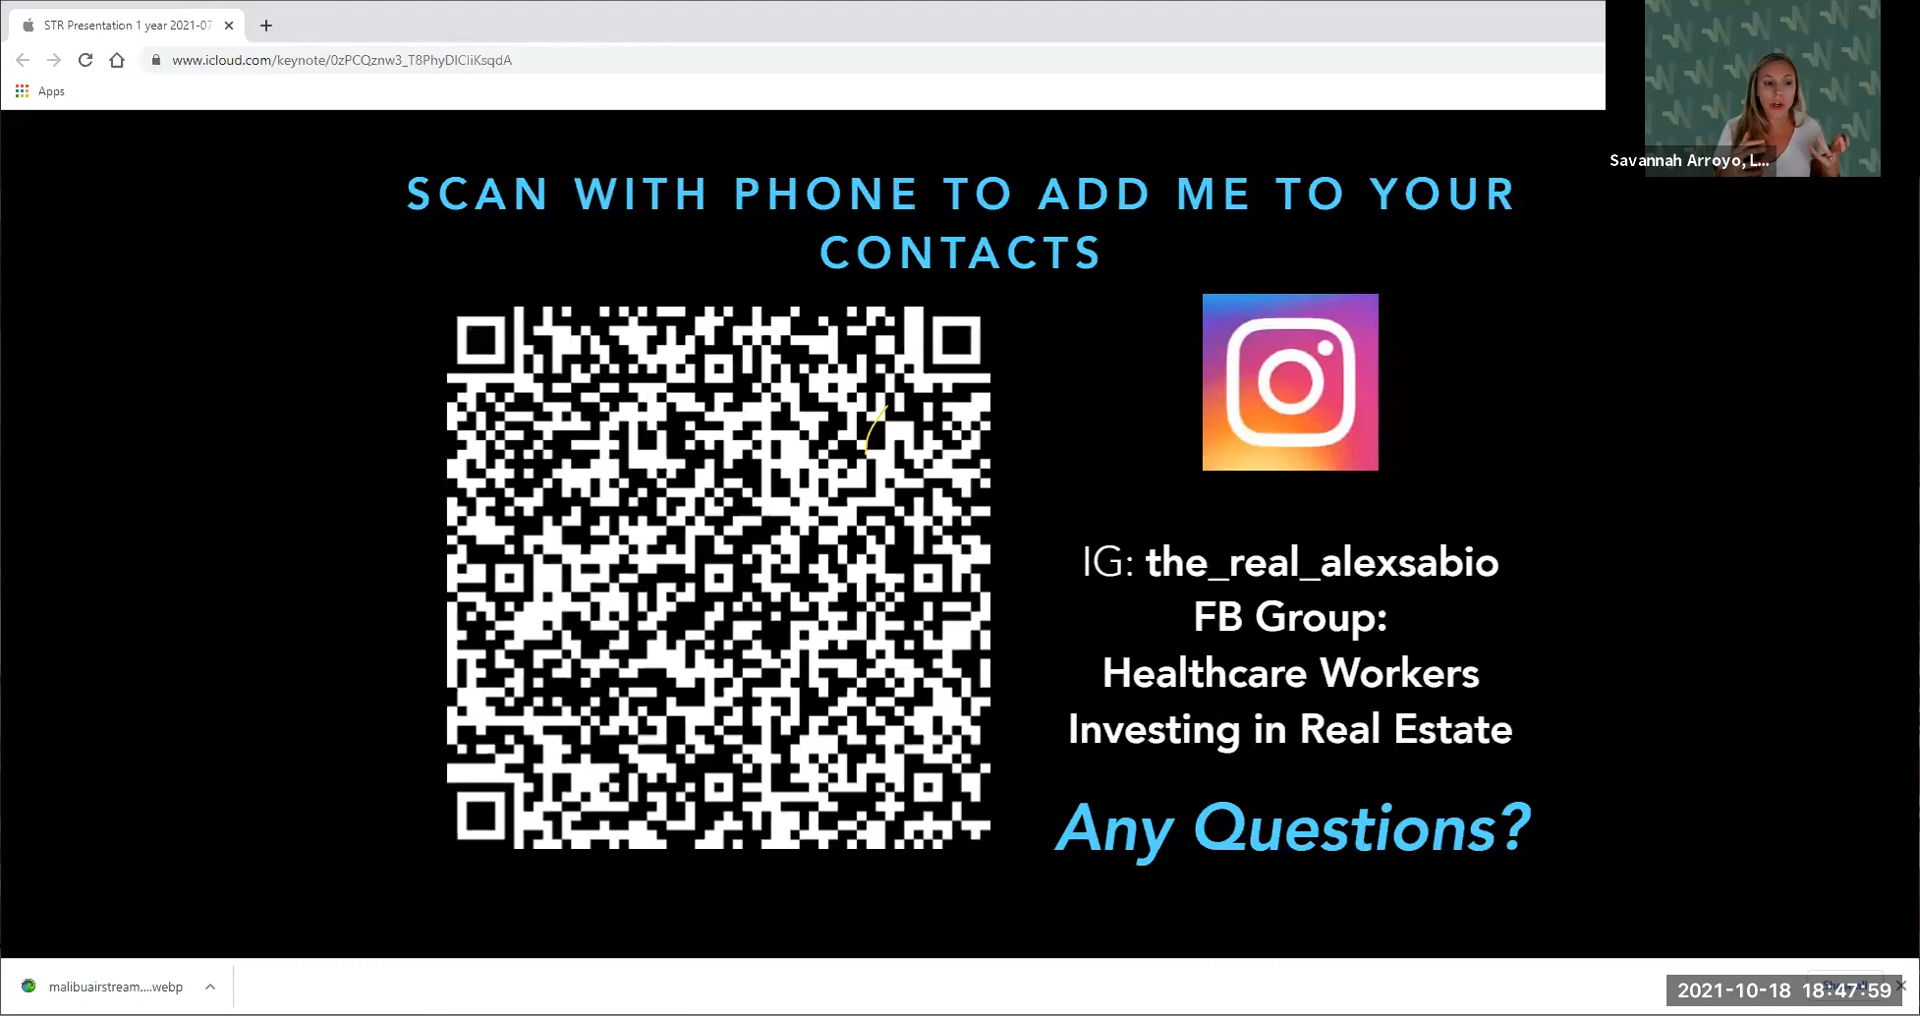 STR Presentation 1 year 2021-07
www.icloud.com/keynote/0zPCQznw3_T8PhyDlCliKsqdA
Apps
Savannah Arroyo, L...
SCAN WITH PHONE TO ADD ME TO YOUR
CONTACTS
IG: the_real_alexsabio
FB Group:
Healthcare Workers
Investing in Real Estate
Any Questions?
malibuairstream....webp
2021-10-18 18:47:59